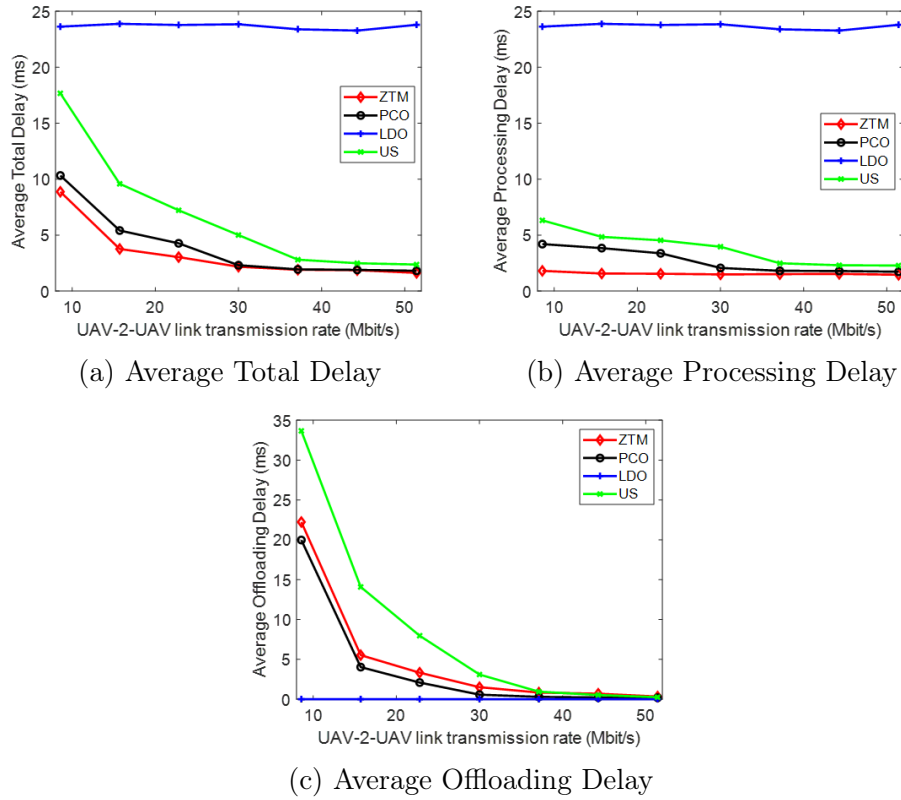 25
20
15
10
5
0
Average Total Delay (ms)
ZTM
PCO
LDO
US
10 20 30 40 50
UAV-2-UAV link transmission rate (Mbit/s)
(a) Average Total Delay
25
20
15
10
5
0
Average Processing Delay (ms)
ZTM
PCO
LDO
US
10 20 30 40 50
UAV-2-UAV link transmission rate (Mbit/s)
(b) Average Processing Delay
35
30
25
20
15
10
5
0
Average Offloading Delay (ms)
ZTM
PCO
LDO
US
10 20 30 40 50
UAV-2-UAV link transmission rate (Mbit/s)
(c) Average Offloading Delay